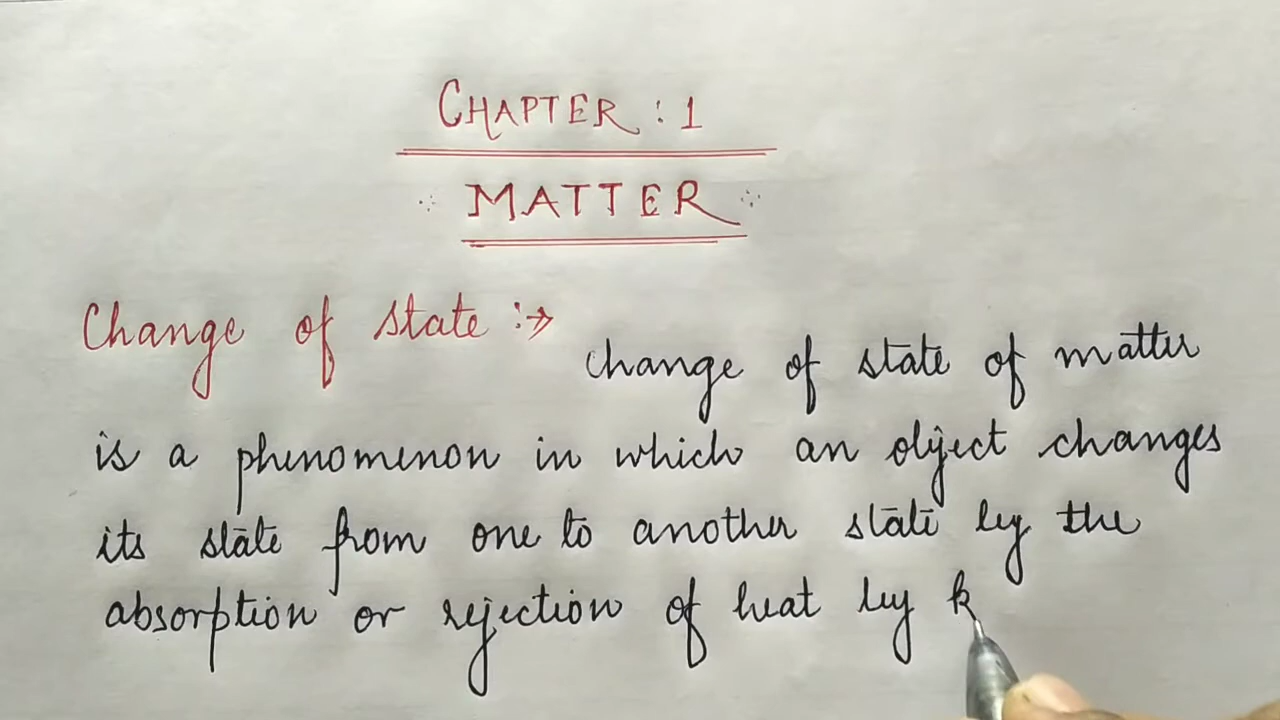 CHAPTER : 1
MATTER
Change of state :→ change of state of matter
is a phenomenon in which an object changes
its state from one to another state by the
absorption or rejection of heat by k